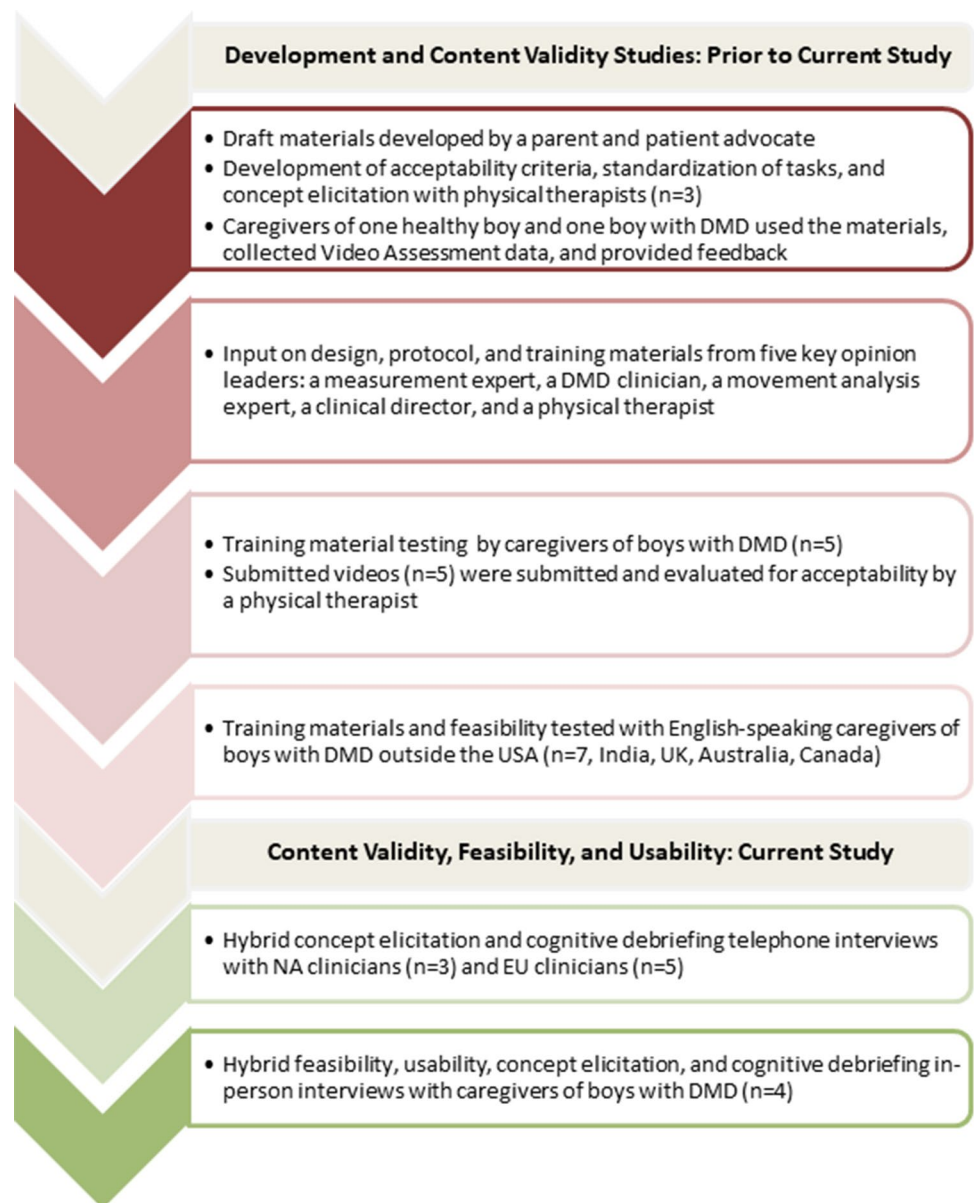 Development and Content Validity Studies: Prior to Current Study
• Draft materials developed by a parent and patient advocate
• Development of acceptability criteria, standardization of tasks, and
concept elicitation with physical therapists (n=3)
• Caregivers of one healthy boy and one boy with DMD used the materials,
collected Video Assessment data, and provided feedback
• Input on design, protocol, and training materials from five key opinion
leaders: a measurement expert, a DMD clinician, a movement analysis
expert, a clinical director, and a physical therapist
• Training material testing by caregivers of boys with DMD (n=5)
• Submitted videos (n=5) were submitted and evaluated for acceptability by
a physical therapist
• Training materials and feasibility tested with English-speaking caregivers of
boys with DMD outside the USA (n=7, India, UK, Australia, Canada)
Content Validity, Feasibility, and Usability: Current Study
• Hybrid concept elicitation and cognitive debriefing telephone interviews
with NA clinicians (n=3) and EU clinicians (n=5)
• Hybrid feasibility, usability, concept elicitation, and cognitive debriefing in-
person interviews with caregivers of boys with DMD (n=4)